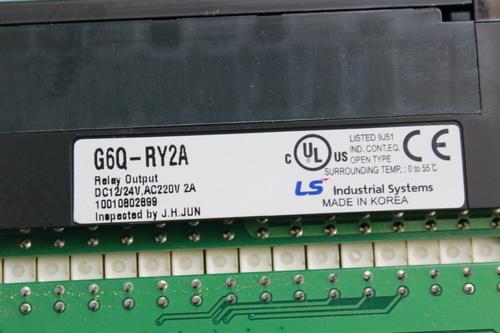 G6Q-RY2A
Relay Output
DC12/24V,AC220V 2A
10010802899
Inspected by J.H.JUN
C UL US
LISTED 9J51
IND. CONT.EQ.
OPEN TYPE
SURROUNDING TEMP. : 0 to 55℃
CE
LS Industrial Systems
MADE IN KOREA